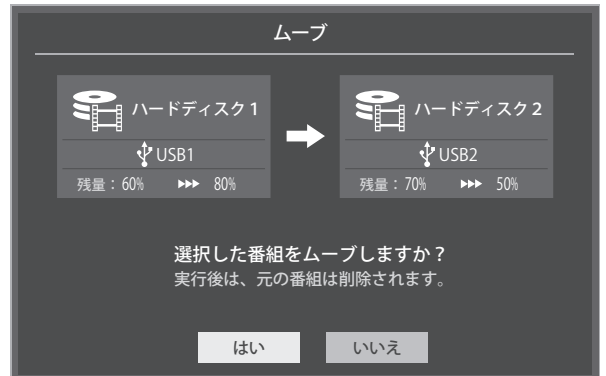 ムーブ
ハードディスク1
USB1
残量：60% ▶▶▶ 80%
ハードディスク2
USB2
残量：70% ▶▶▶ 50%
選択した番組をムーブしますか？
実行後は、元の番組は削除されます。
はい
いいえ